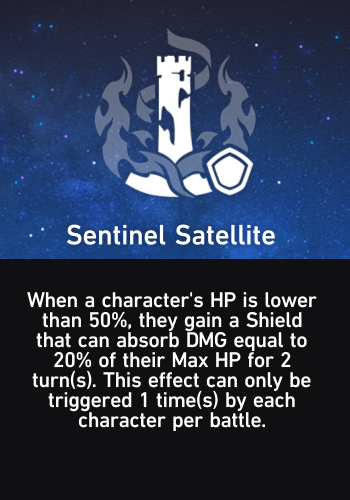 Sentinel Satellite
When a character's HP is lower
than 50%, they gain a Shield
that can absorb DMG equal to
20% of their Max HP for 2
turn(s). This effect can only be
triggered 1 time(s) by each
character per battle.